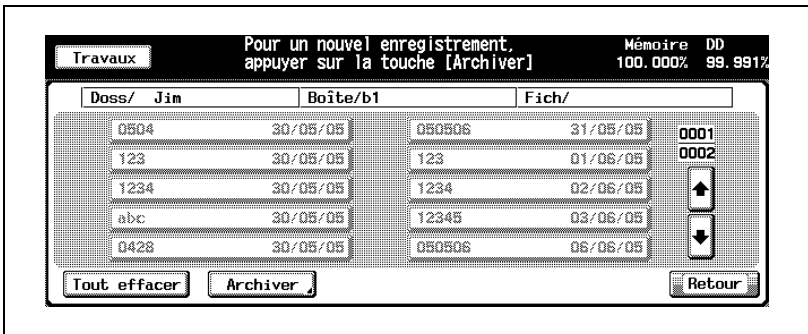 Travaux
Pour un nouvel enregistrement,
appuyer sur la touche [Archiver]
Mémoire DD
100.000% 99.991%
Doss/ Jim Boîte/b1 Fich/
0504 30/05/05 050506 31/05/05
123 30/05/05 123 01/06/05
1234 30/05/05 1234 02/06/05
abc 30/05/05 12345 03/06/05
0428 30/05/05 050506 06/06/05
0001
0002
Tout effacer Archiver Retour